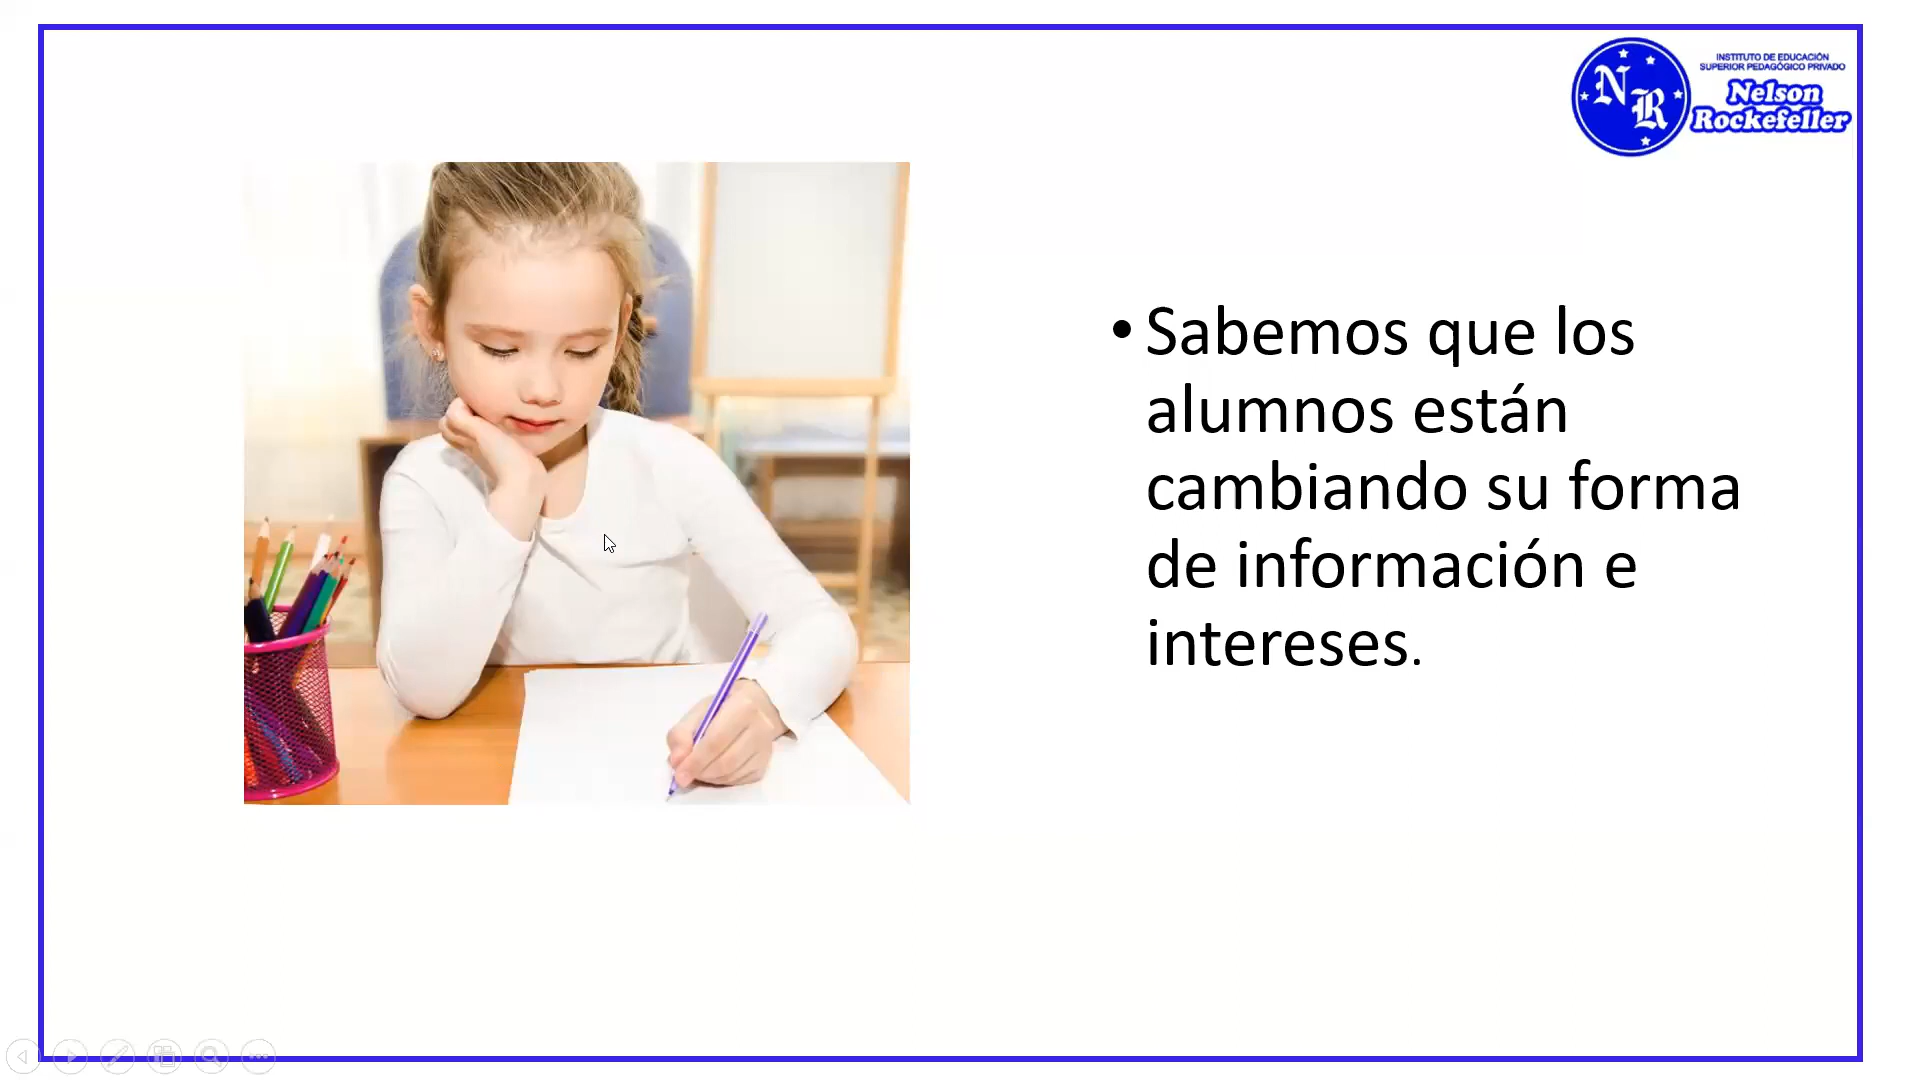 INSTITUTO DE EDUCACIÓN
SUPERIOR PEDAGÓGICO PRIVADO
N R
Nelson
Rockefeller
• Sabemos que los
alumnos están
cambiando su forma
de información e
intereses.